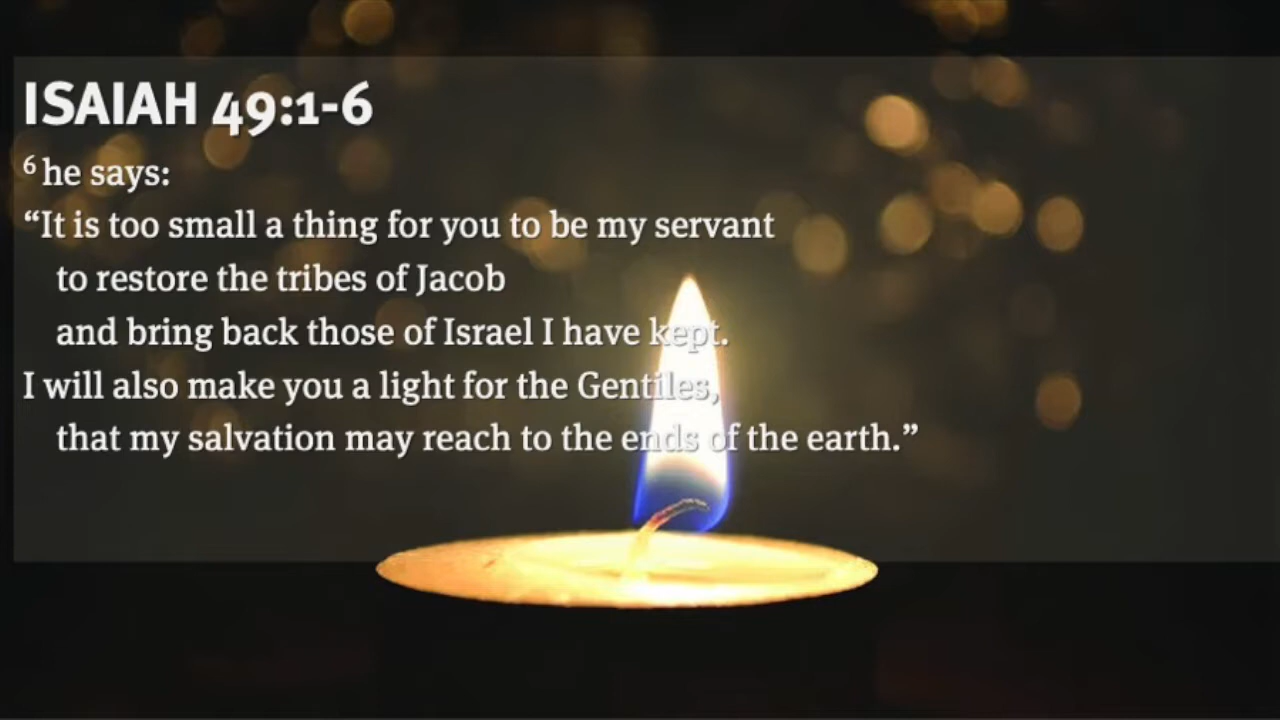 ISAIAH 49:1-6
6 he says:
“It is too small a thing for you to be my servant
to restore the tribes of Jacob
and bring back those of Israel I have kept.
I will also make you a light for the Gentiles,
that my salvation may reach to the ends of the earth.”